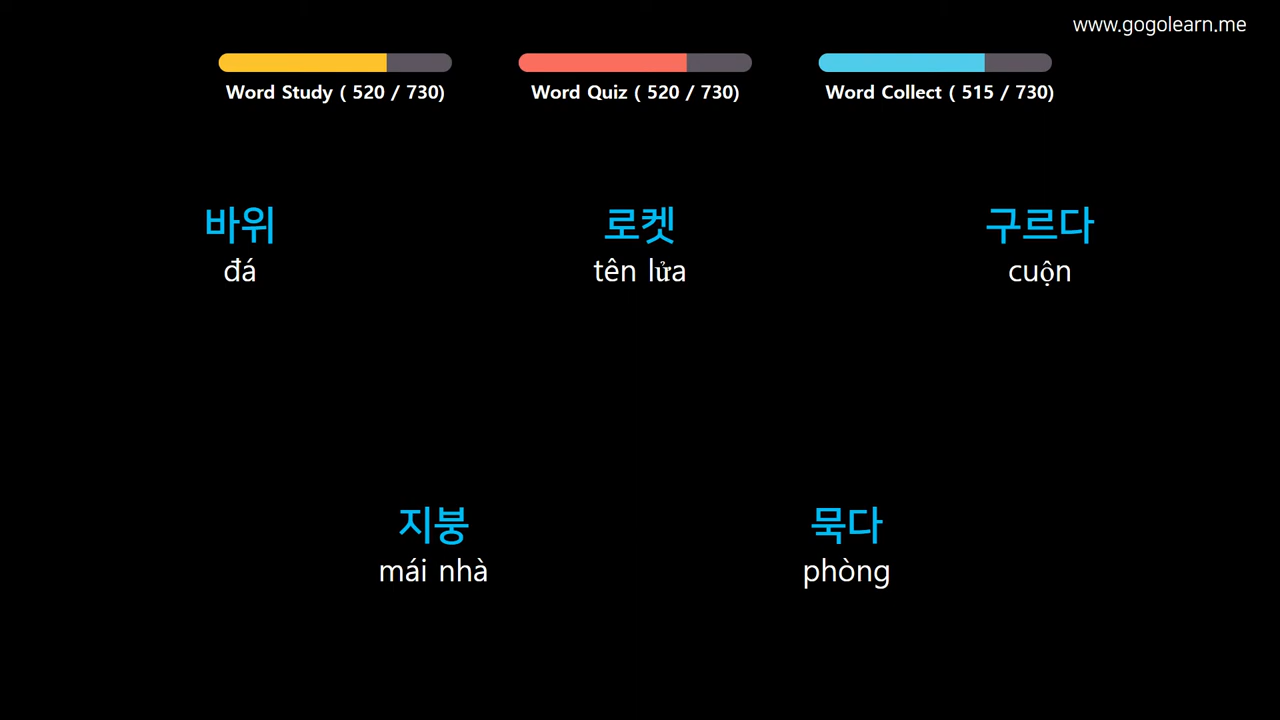 www.gogolearn.me
Word Study ( 520 / 730)
Word Quiz ( 520 / 730)
Word Collect ( 515 / 730)
바위
đá
로켓
tên lửa
구르다
cuộn
지붕
mái nhà
묵다
phòng